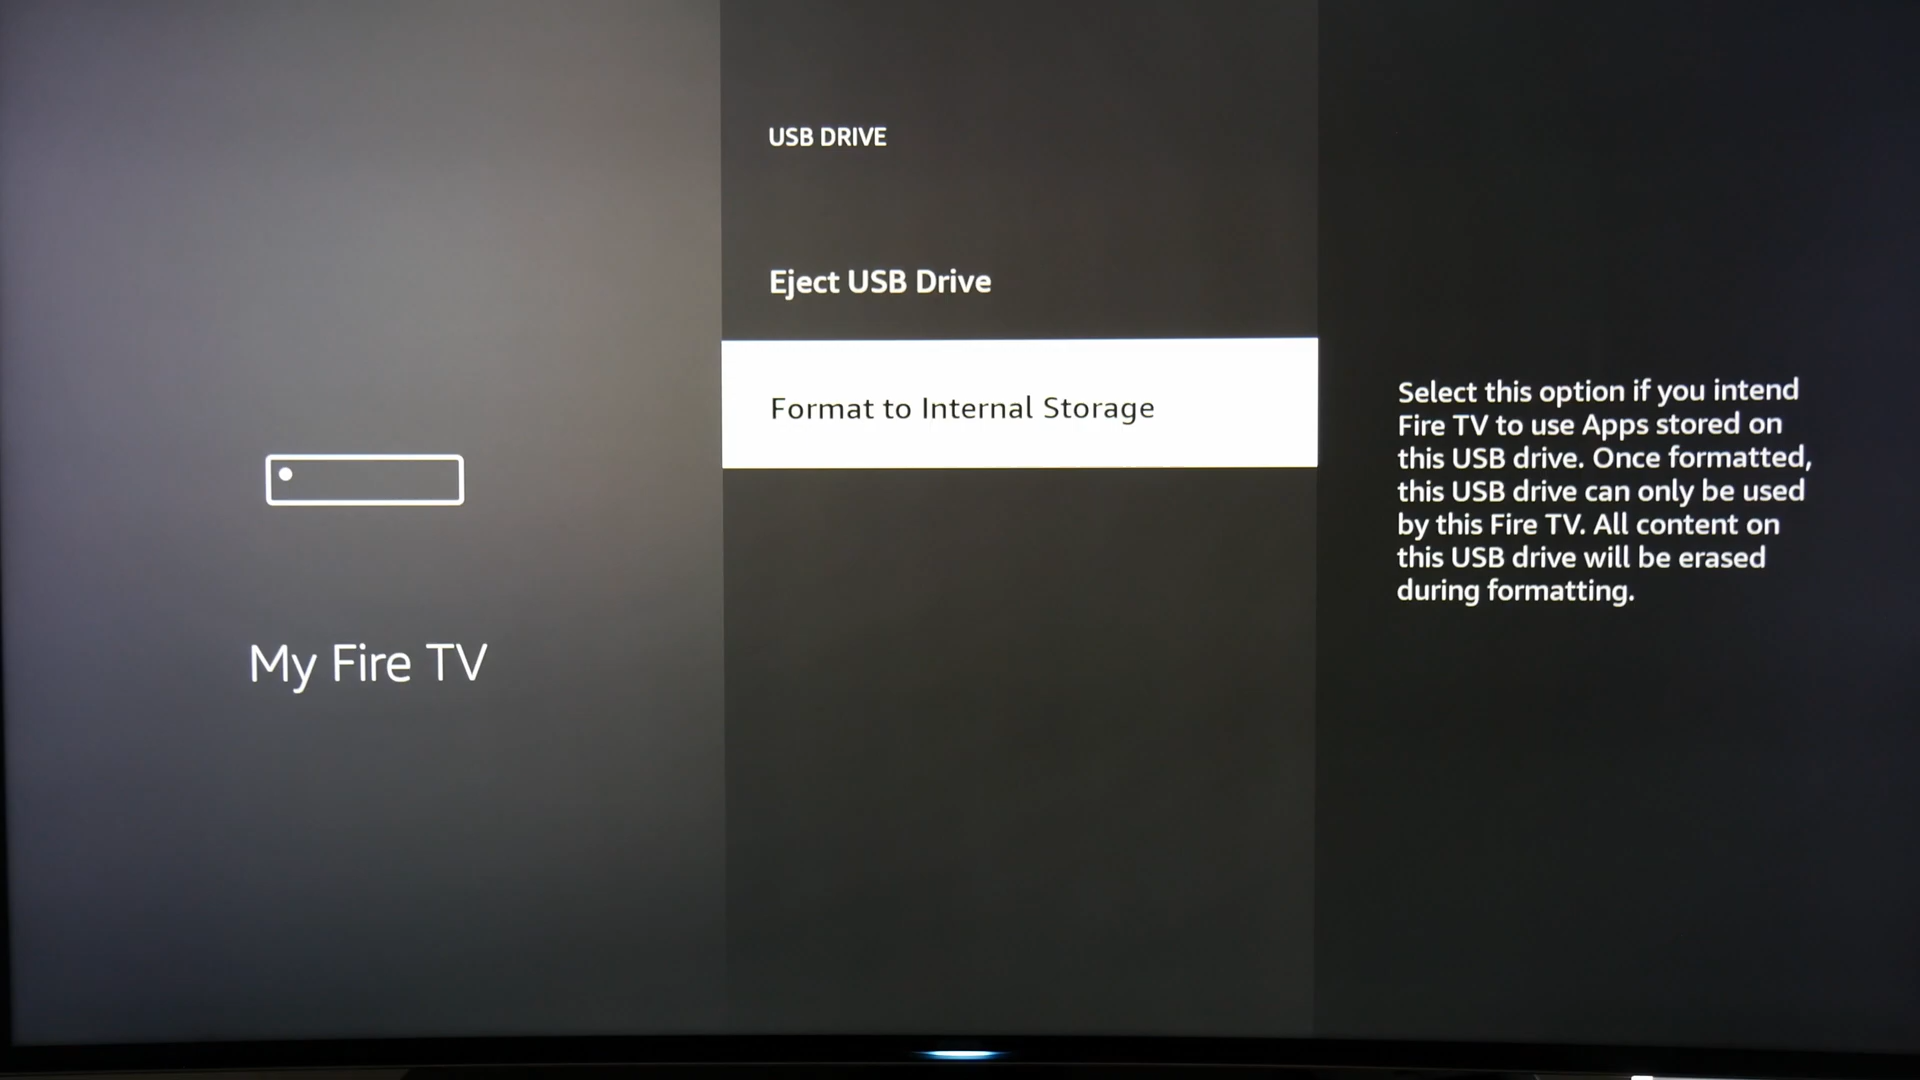 USB DRIVE
Eject USB Drive
Format to Internal Storage
My Fire TV
Select this option if you intend
Fire TV to use Apps stored on
this USB drive. Once formatted,
this USB drive can only be used
by this Fire TV. All content on
this USB drive will be erased
during formatting.